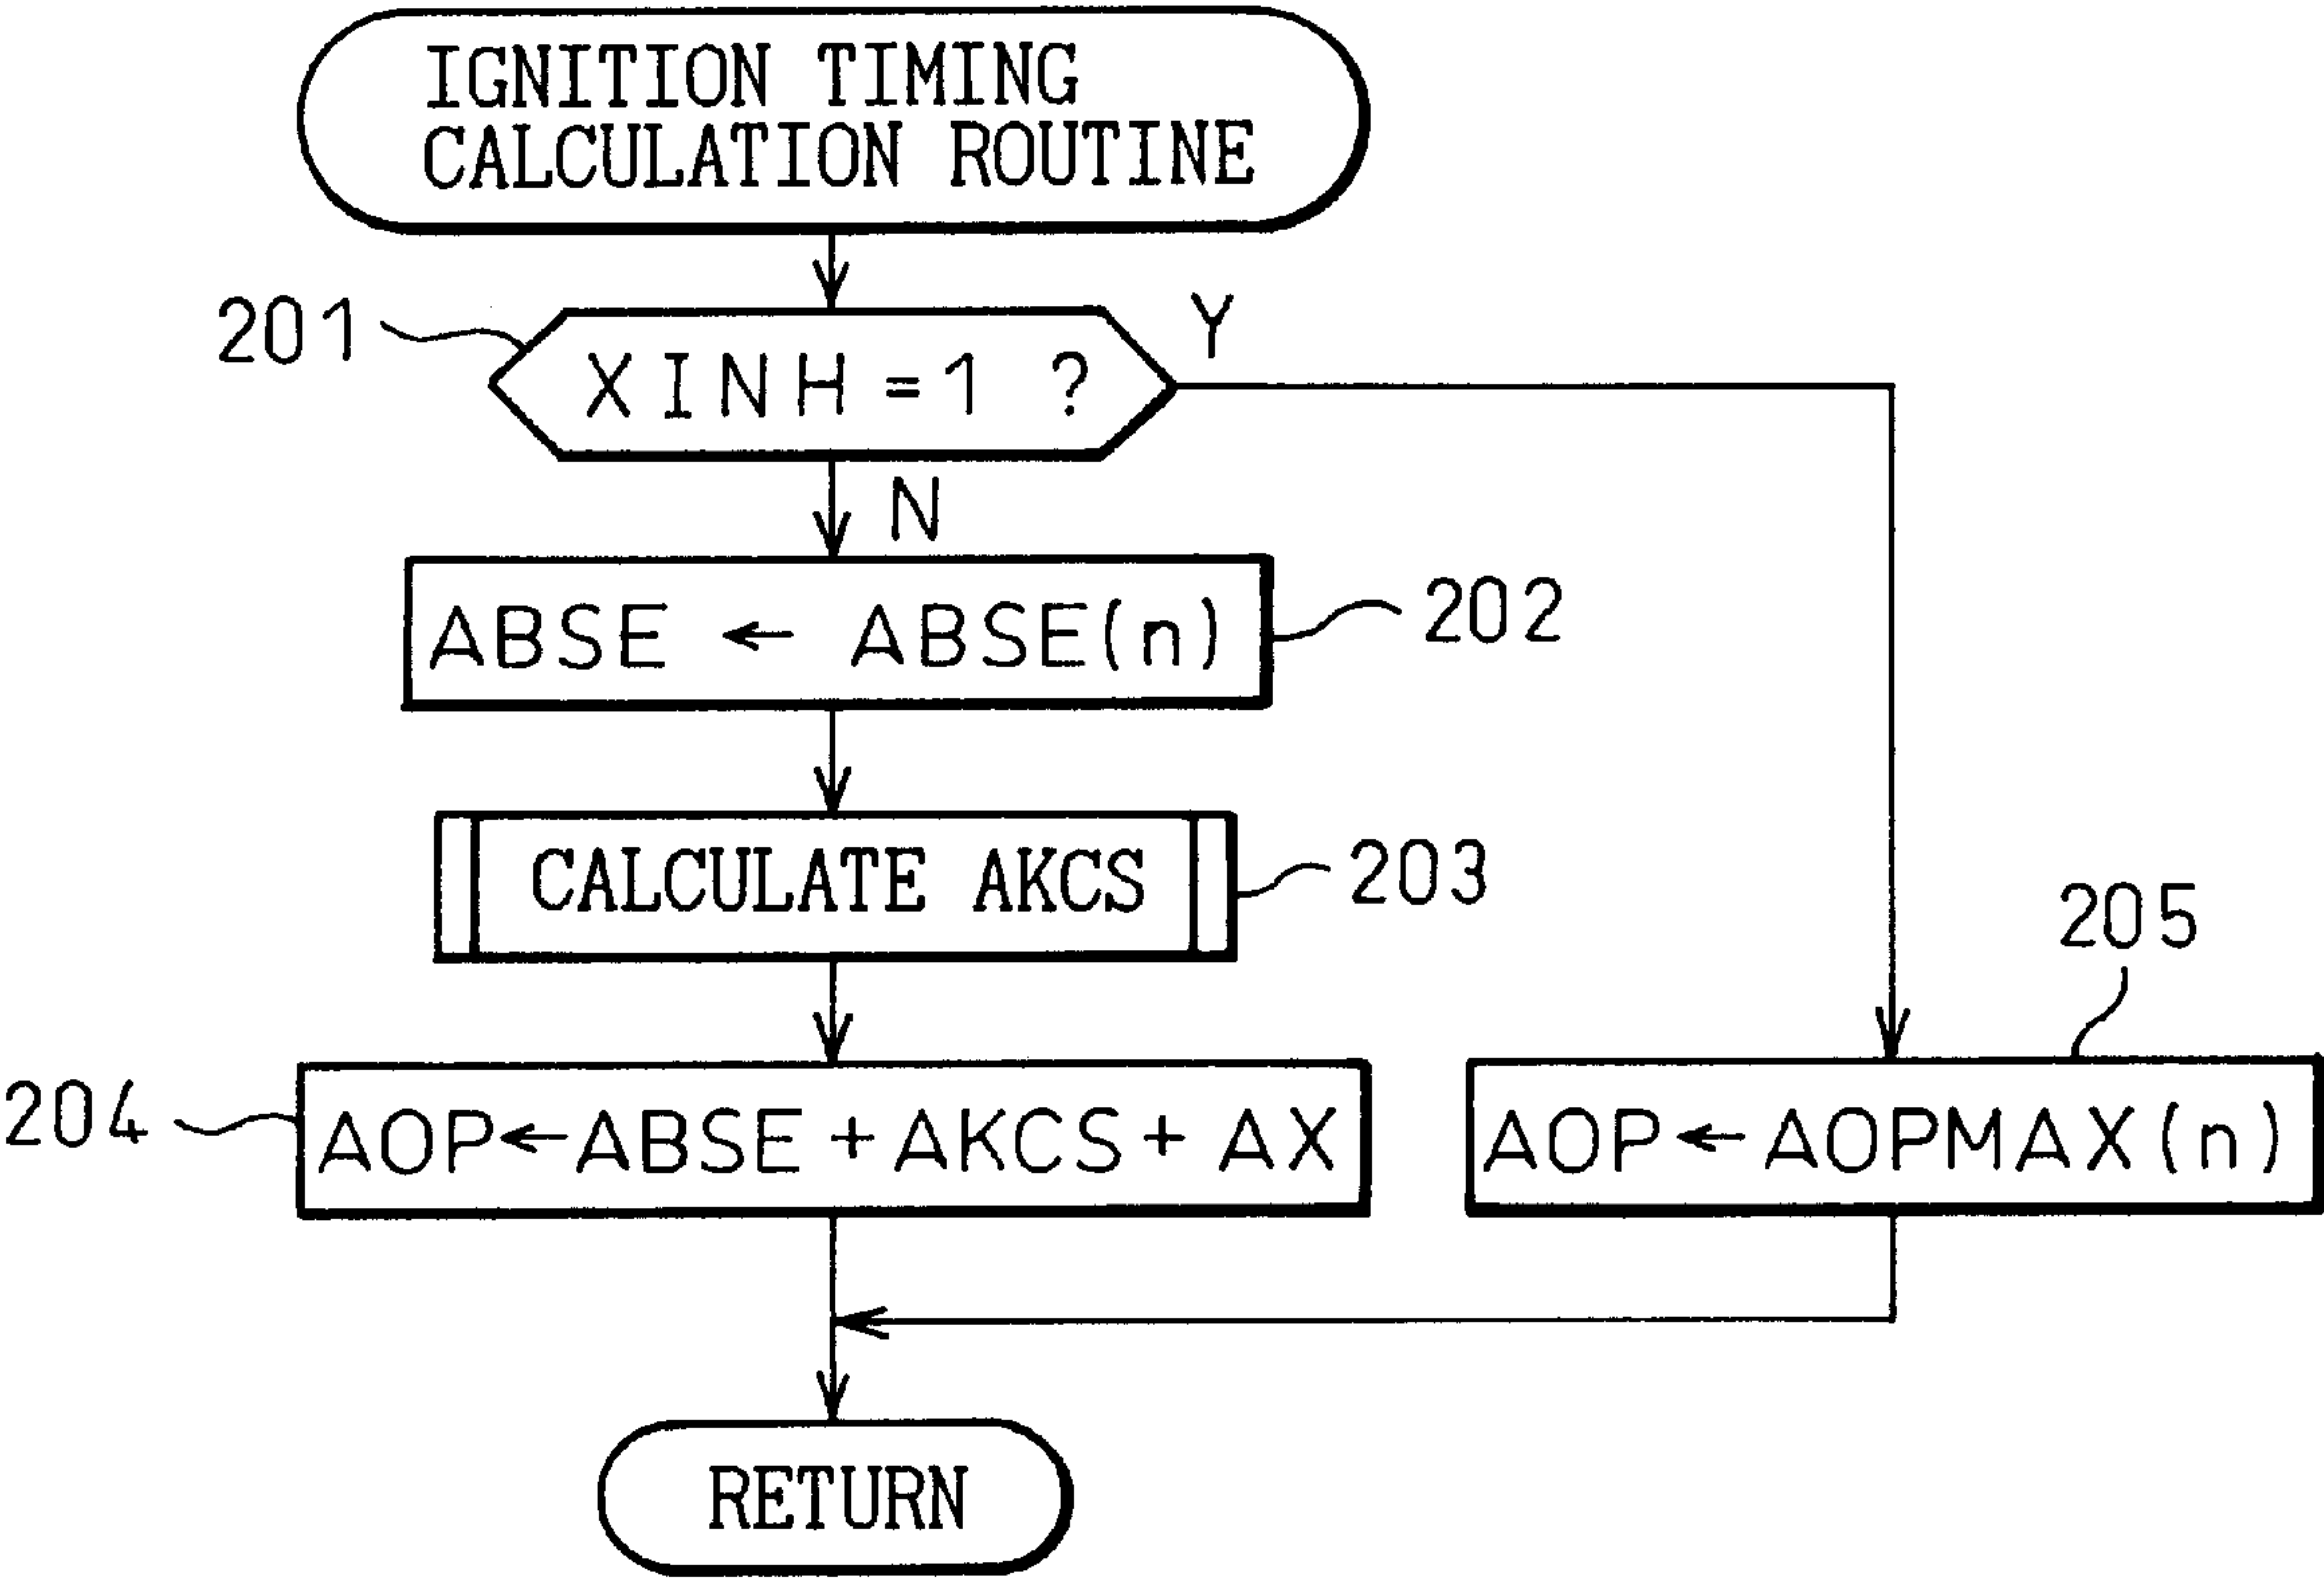 IGNITION TIMING
CALCULATION ROUTINE
201
XINH=1 ?
Y
N
ABSE ← ABSE(n)
202
CALCULATE AKCS
203
205
204
AOP←ABSE+AKCS+AX
AOP←AOPMAX(n)
RETURN